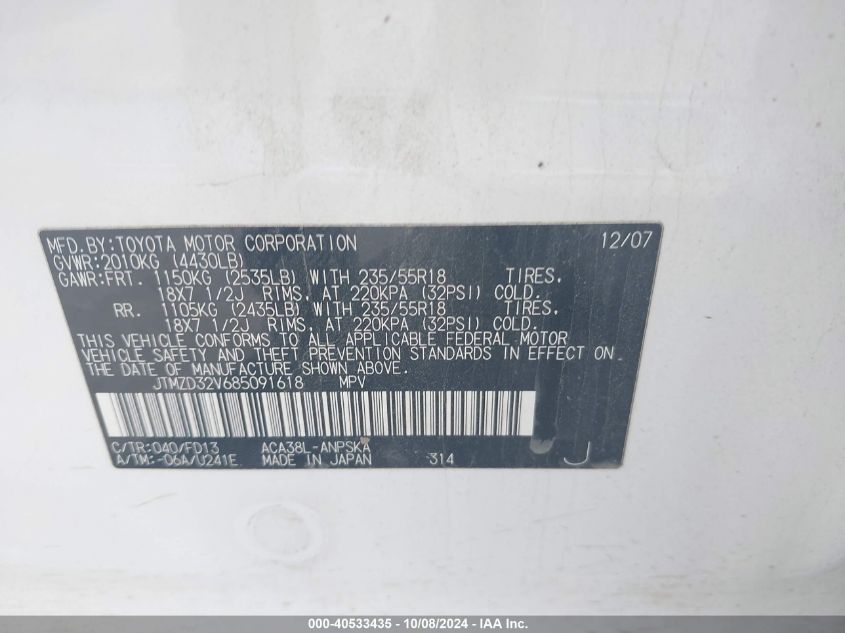 MFD. BY: TOYOTA MOTOR CORPORATION 12/07
GVWR: 2010KG (4430LB)
GAWR: FRT. 1150KG (2535LB) WITH 235/55R18 TIRES.
18X7 1/2J RIMS, AT 220KPA (32PSI) COLD.
RR. 1105KG (2435LB) WITH 235/55R18 TIRES.
18X7 1/2J RIMS, AT 220KPA (32PSI) COLD.
THIS VEHICLE CONFORMS TO ALL APPLICABLE FEDERAL MOTOR
VEHICLE SAFETY AND THEFT PREVENTION STANDARDS IN EFFECT ON
THE DATE OF MANUFACTURE SHOWN ABOVE.
JTMZD32V685091618 MPV
C/TR: 040/FD13 ACA38L-ANPSKA
A/TM: -06A/U241E MADE IN JAPAN 314 J
000-40533435 - 10/08/2024 - IAA Inc.